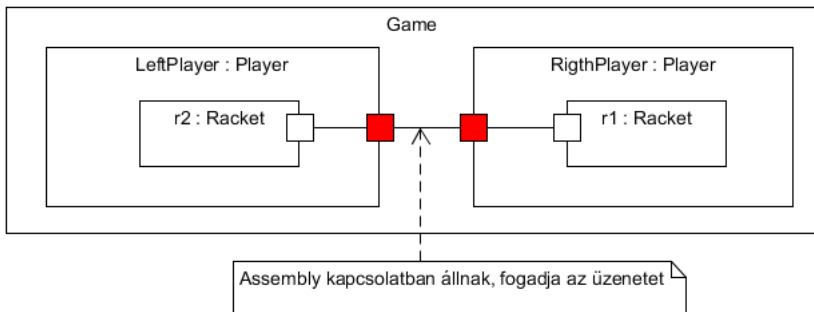 Game
LeftPlayer : Player
RigthPlayer : Player
r2 : Racket
r1 : Racket
Assembly kapcsolatban állnak, fogadja az üzenetet